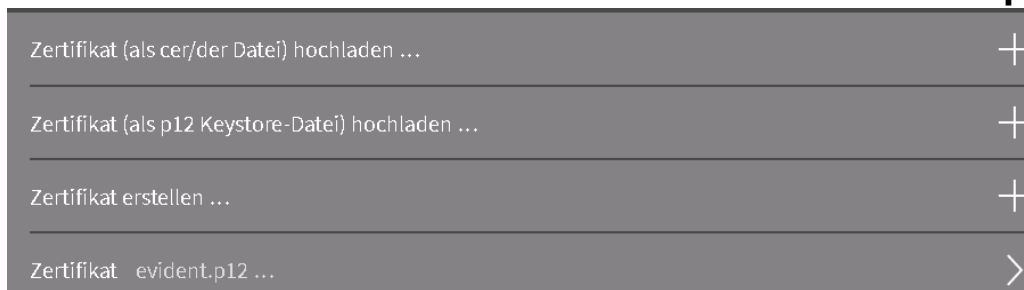 Zertifikat (als cer/der Datei) hochladen ...
Zertifikat (als p12 Keystore-Datei) hochladen ...
Zertifikat erstellen ...
Zertifikat evident.p12 ...